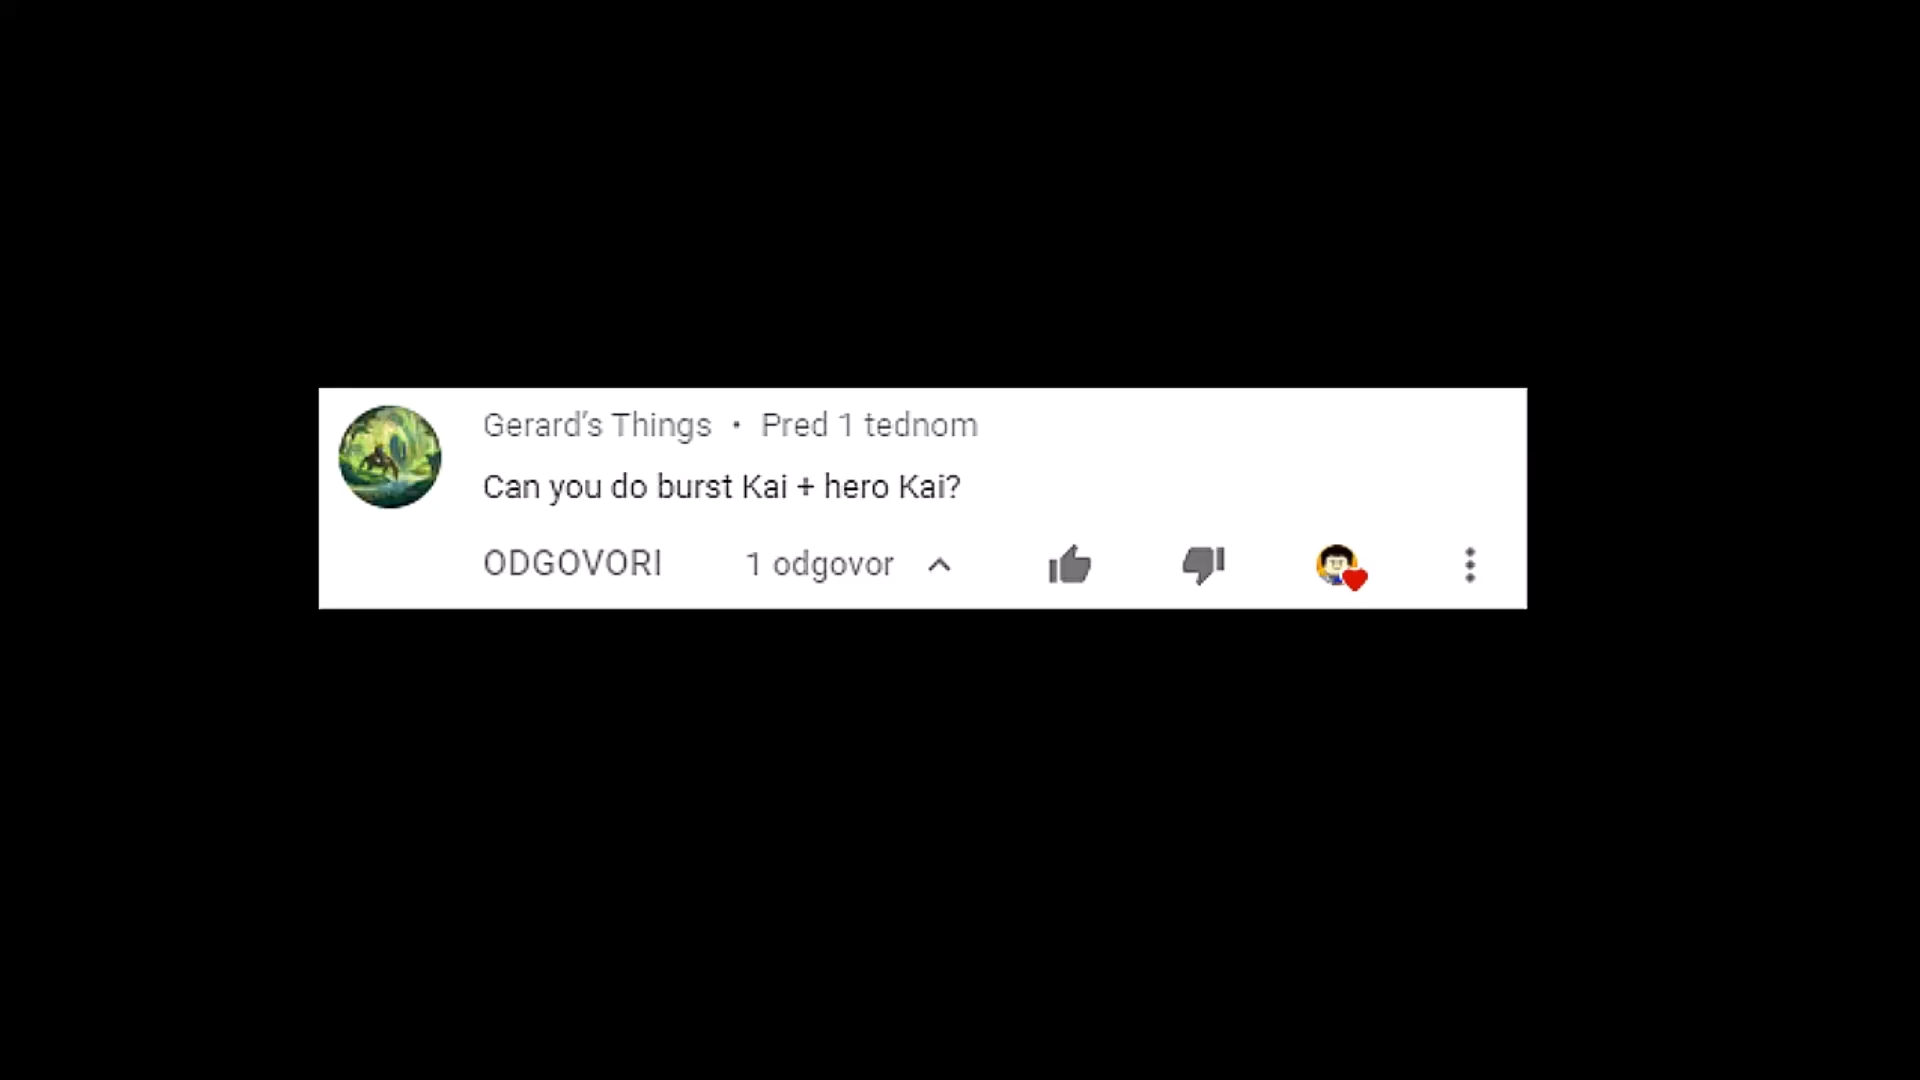 Gerard's Things • Pred 1 tednom
Can you do burst Kai + hero Kai?
ODGOVORI 1 odgovor